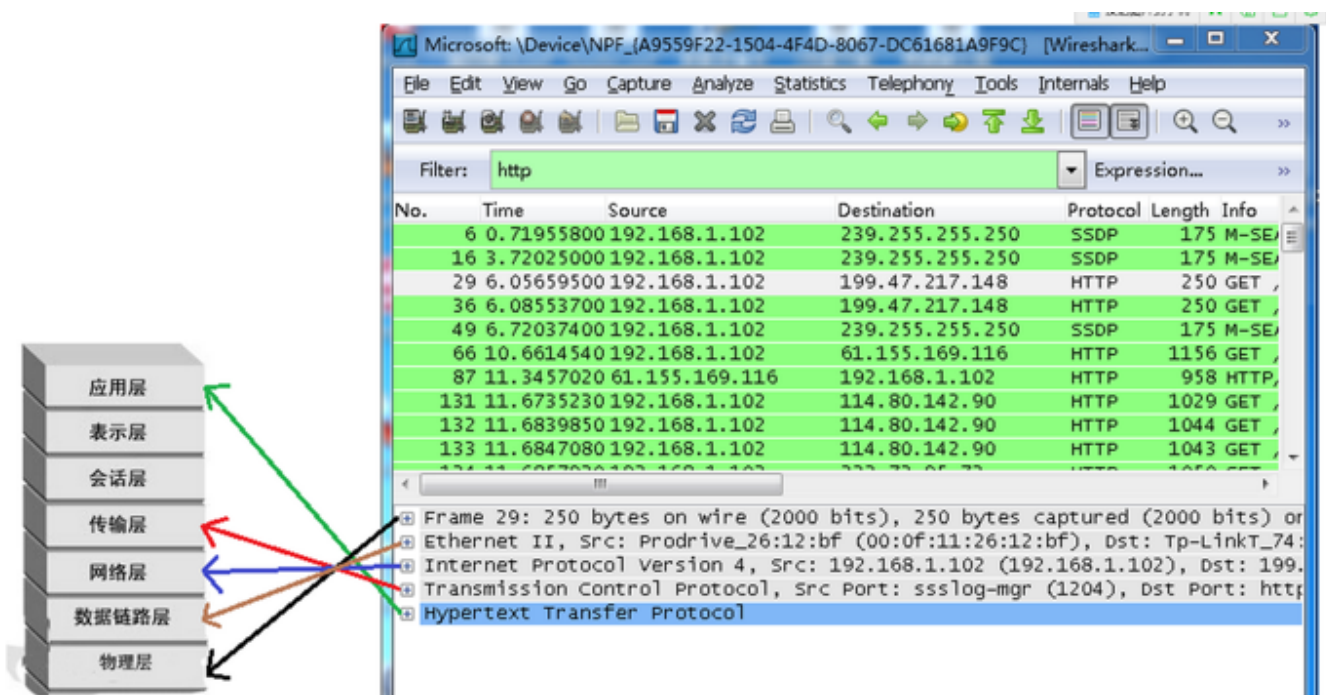 Microsoft: \Device\NPF_{A9559F22-1504-4F4D-8067-DC61681A9F9C} [Wireshark...
File Edit View Go Capture Analyze Statistics Telephony Tools Internals Help
Filter: http Expression...
No. Time Source Destination Protocol Length Info
6 0.71955800 192.168.1.102 239.255.255.250 SSDP 175 M-SE
16 3.72025000 192.168.1.102 239.255.255.250 SSDP 175 M-SE
29 6.05659500 192.168.1.102 199.47.217.148 HTTP 250 GET
36 6.08553700 192.168.1.102 199.47.217.148 HTTP 250 GET
49 6.72037400 192.168.1.102 239.255.255.250 SSDP 175 M-SE
66 10.6614540 192.168.1.102 61.155.169.116 HTTP 1156 GET
87 11.3457020 61.155.169.116 192.168.1.102 HTTP 958 HTTP
131 11.6735230 192.168.1.102 114.80.142.90 HTTP 1029 GET
132 11.6839850 192.168.1.102 114.80.142.90 HTTP 1044 GET
133 11.6847080 192.168.1.102 114.80.142.90 HTTP 1043 GET
Frame 29: 250 bytes on wire (2000 bits), 250 bytes captured (2000 bits) or
Ethernet II, Src: Prodrive_26:12:bf (00:0f:11:26:12:bf), Dst: Tp-LinkT_74:
Internet Protocol Version 4, Src: 192.168.1.102 (192.168.1.102), Dst: 199.
Transmission Control Protocol, Src Port: ssslog-mgr (1204), Dst Port: http
Hypertext Transfer Protocol
应用层
表示层
会话层
传输层
网络层
数据链路层
物理层